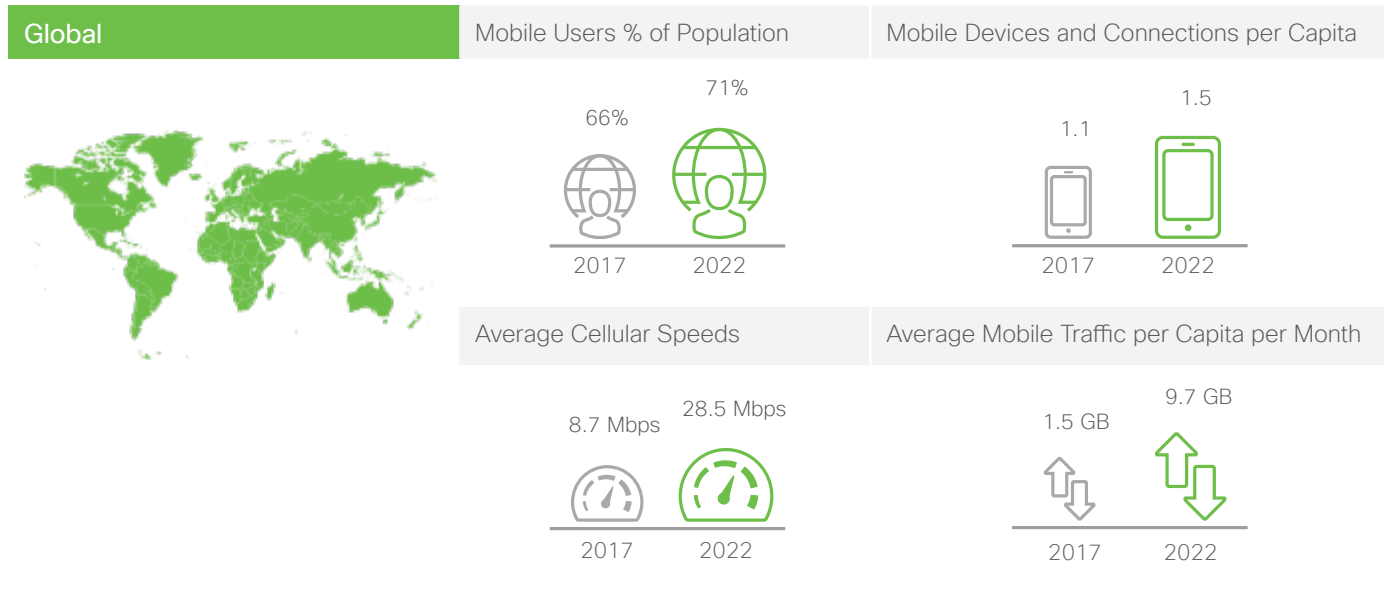 Global
Mobile Users % of Population
Mobile Devices and Connections per Capita
66%
71%
2017
2022
1.1
1.5
2017
2022
Average Cellular Speeds
Average Mobile Traffic per Capita per Month
8.7 Mbps
28.5 Mbps
2017
2022
1.5 GB
9.7 GB
2017
2022